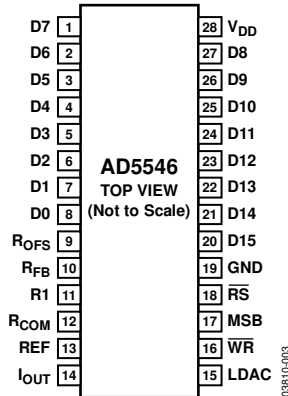 D7 1 28 VDD
D6 2 27 D8
D5 3 26 D9
D4 4 25 D10
D3 5 24 D11
D2 6 23 D12
D1 7 22 D13
D0 8 21 D14
ROFS 9 20 D15
RFB 10 19 GND
R1 11 18 R̅S̅
RCOM 12 17 MSB
REF 13 16 W̅R̅
IOUT 14 15 LDAC
AD5546
TOP VIEW
(Not to Scale)
03810-003